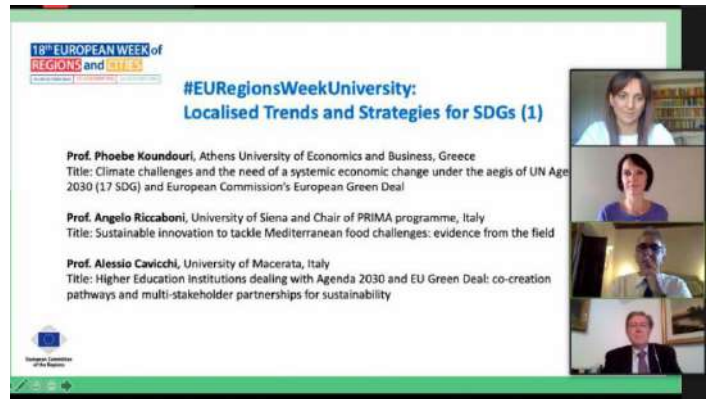 18th EUROPEAN WEEK of
REGIONS and CITIES
#EURegionsWeekUniversity:
Localised Trends and Strategies for SDGs (1)
Prof. Phoebe Koundouri, Athens University of Economics and Business, Greece
Title: Climate challenges and the need of a systemic economic change under the aegis of UN Age
2030 (17 SDG) and European Commission's European Green Deal
Prof. Angelo Riccaboni, University of Siena and Chair of PRIMA programme, Italy
Title: Sustainable innovation to tackle Mediterranean food challenges: evidence from the field
Prof. Alessio Cavicchi, University of Macerata, Italy
Title: Higher Education Institutions dealing with Agenda 2030 and EU Green Deal: co-creation
pathways and multi-stakeholder partnerships for sustainability
European Committee
of the Regions